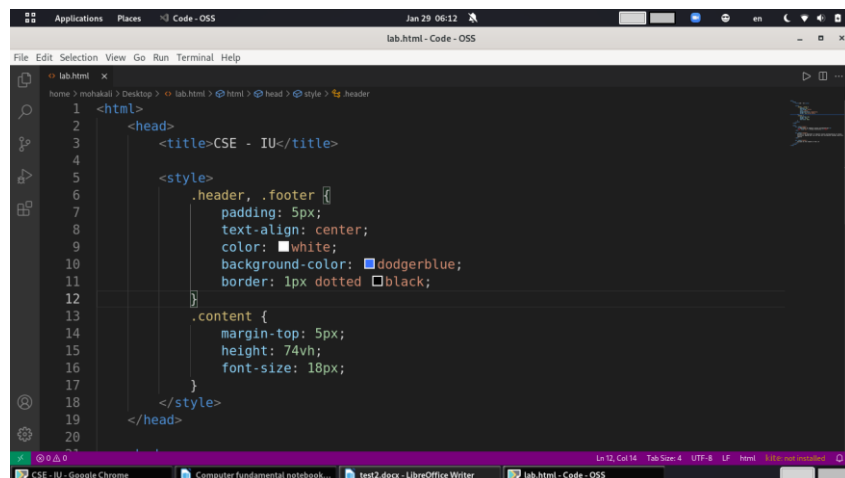 Applications Places Code - OSS Jan 29 06:12 en
lab.html - Code - OSS
File Edit Selection View Go Run Terminal Help
lab.html ×
home > mohakali > Desktop > lab.html > html > head > style > .header
1 <html>
2 <head>
3 <title>CSE - IU</title>
4
5 <style>
6 .header, .footer {
7 padding: 5px;
8 text-align: center;
9 color: white;
10 background-color: dodgerblue;
11 border: 1px dotted black;
12 }
13 .content {
14 margin-top: 5px;
15 height: 74vh;
16 font-size: 18px;
17 }
18 </style>
19 </head>
20
0 0 Ln 12, Col 14 Tab Size: 4 UTF-8 LF html kite: not installed
CSE - IU - Google Chrome Computer fundamental notebook... test2.docx - LibreOffice Writer lab.html - Code - OSS